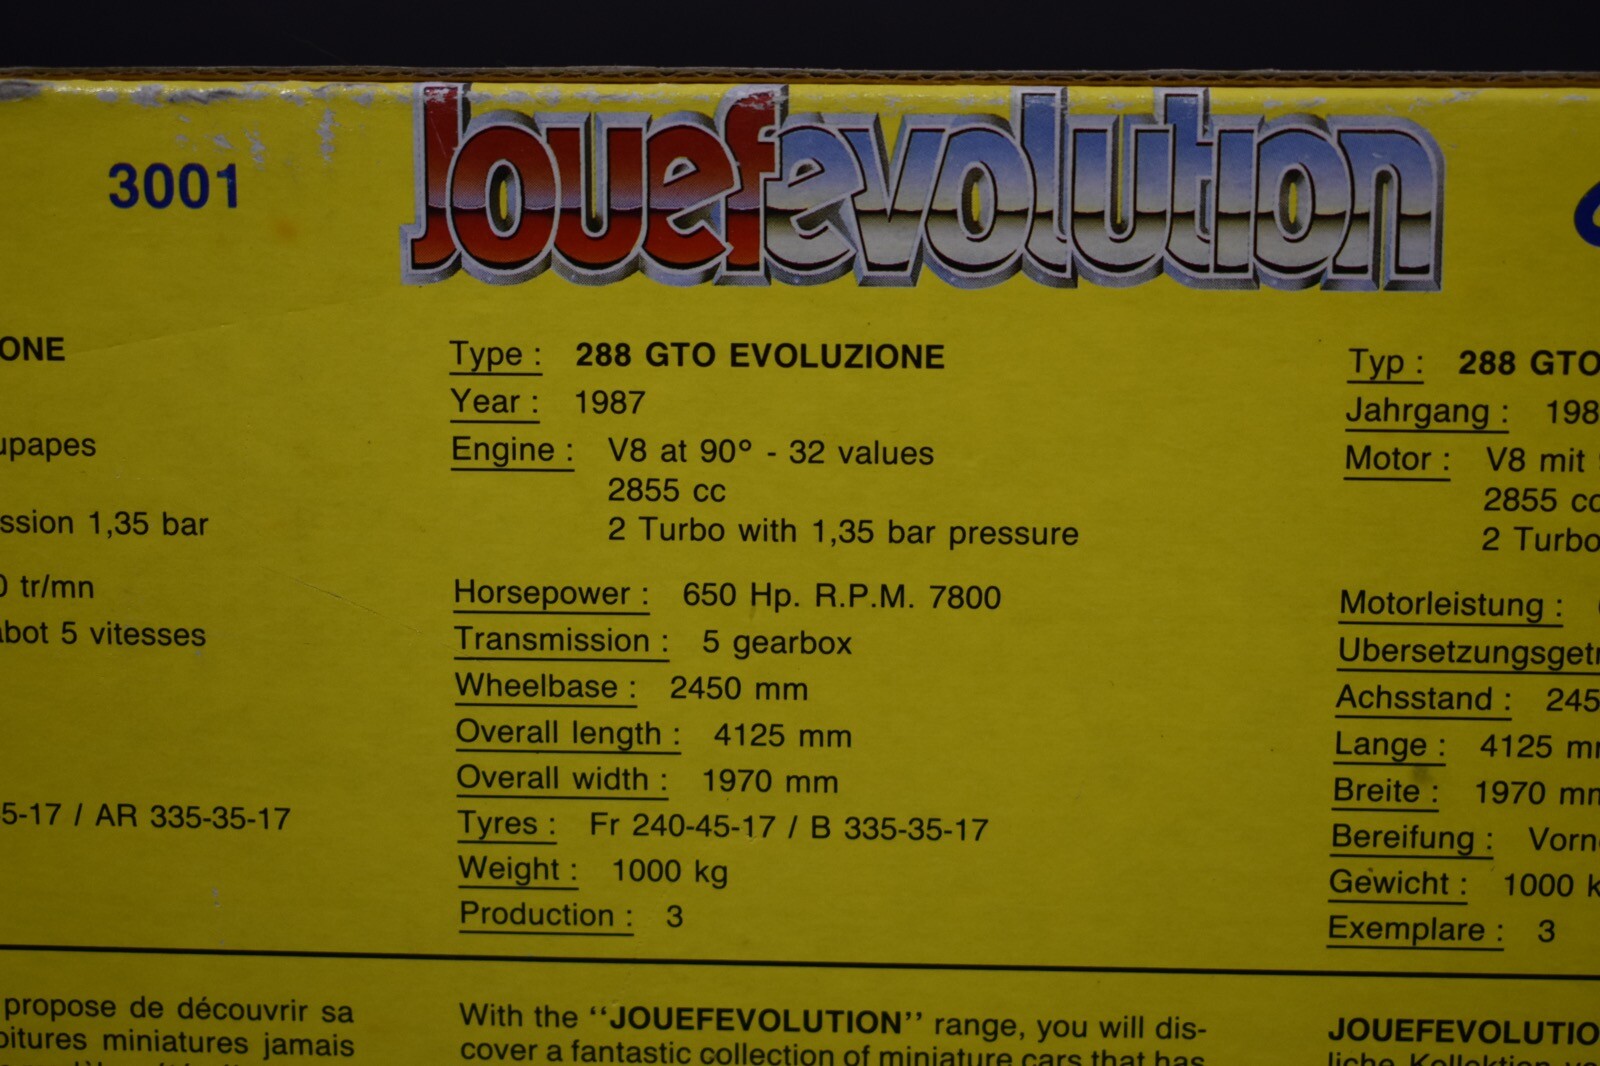 3001
Jouefevolution
ONE
upapes
ssion 1,35 bar
0 tr/mn
abot 5 vitesses
5-17 / AR 335-35-17
propose de découvrir sa
oitures miniatures jamais
Type : 288 GTO EVOLUZIONE
Year : 1987
Engine : V8 at 90° - 32 values
2855 cc
2 Turbo with 1,35 bar pressure
Horsepower : 650 Hp. R.P.M. 7800
Transmission : 5 gearbox
Wheelbase : 2450 mm
Overall length : 4125 mm
Overall width : 1970 mm
Tyres : Fr 240-45-17 / B 335-35-17
Weight : 1000 kg
Production : 3
With the "JOUEFEVOLUTION" range, you will dis-
cover a fantastic collection of miniature cars that has
Typ : 288 GTO
Jahrgang : 198
Motor : V8 mit
2855 cc
2 Turbo
Motorleistung :
Ubersetzungsgetr
Achsstand : 245
Lange : 4125 m
Breite : 1970 mm
Bereifung : Vorn
Gewicht : 1000 k
Exemplare : 3
JOUEFEVOLUTIO
liche Kollektion